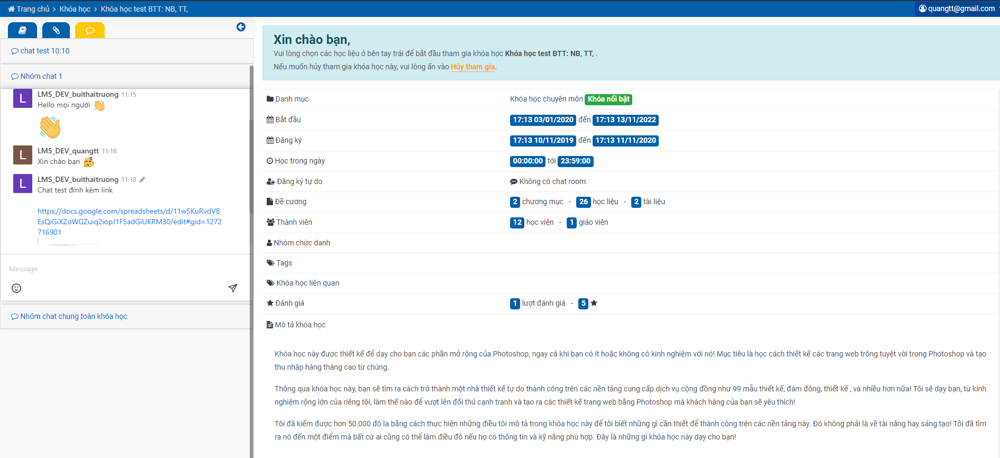 Trang chủ > Khóa học > Khóa học test BTT: NB, TT,
quangtt@gmail.com
chat test 10:10
Nhóm chat 1
L
LMS_DEV_buithaitruong 11:15
Hello mọi người 👋
L
LMS_DEV_quangtt 11:16
Xin chào bạn 🥳
L
LMS_DEV_buithaitruong 11:18
Chat test đính kèm link
https://docs.google.com/spreadsheets/d/11wSKuRvdV8
EsQiGiXZoWGZuiq2iopJ1F5adGiUKRM30/edit#gid=1272
716901
Message
Nhóm chat chung toàn khóa học
Xin chào bạn,
Vui lòng chọn các học liệu ở bên tay trái để bắt đầu tham gia khóa học Khóa học test BTT: NB, TT, .
Nếu muốn hủy tham gia khóa học này, vui lòng ấn vào Hủy tham gia.
Danh mục Khóa học chuyên môn Khóa nổi bật
Bắt đầu 17:13 03/01/2020 đến 17:13 13/11/2022
Đăng ký 17:13 10/11/2019 đến 17:13 11/11/2020
Học trong ngày 00:00:00 tới 23:59:00
Đăng ký tự do Không có chat room
Đề cương 2 chương mục - 26 học liệu - 2 tài liệu
Thành viên 12 học viên - 1 giáo viên
Nhóm chức danh
Tags
Khóa học liên quan
Đánh giá 1 lượt đánh giá - 5 ★
Mô tả khóa học
Khóa học này được thiết kế để dạy cho bạn các phần mở rộng của Photoshop, ngay cả khi bạn có ít hoặc không có kinh nghiệm với nó! Mục tiêu là học cách thiết kế các trang web trông tuyệt vời trong Photoshop và tạo
thu nhập hàng tháng cao từ chúng.
Thông qua khóa học này, bạn sẽ tìm ra cách trở thành một nhà thiết kế tự do thành công trên các nền tảng cung cấp dịch vụ cộng đồng như 99 mẫu thiết kế, đám đông, thiết kế , và nhiều hơn nữa! Tôi sẽ dạy bạn, từ kinh
nghiệm rộng lớn của riêng tôi, làm thế nào để vượt lên đối thủ cạnh tranh và tạo ra các thiết kế trang web bằng Photoshop mà khách hàng của bạn sẽ yêu thích!
Tôi đã kiếm được hơn 50.000 đô la bằng cách thực hiện những điều tôi mô tả trong khóa học này để tôi biết những gì cần thiết để thành công trên các nền tảng này. Đó không phải là về tài năng hay sáng tạo! Tôi đã tìm
ra nó đến một điểm mà bất cứ ai cũng có thể làm điều đó nếu họ có thông tin và kỹ năng phù hợp. Đây là những gì khóa học này dạy cho bạn!